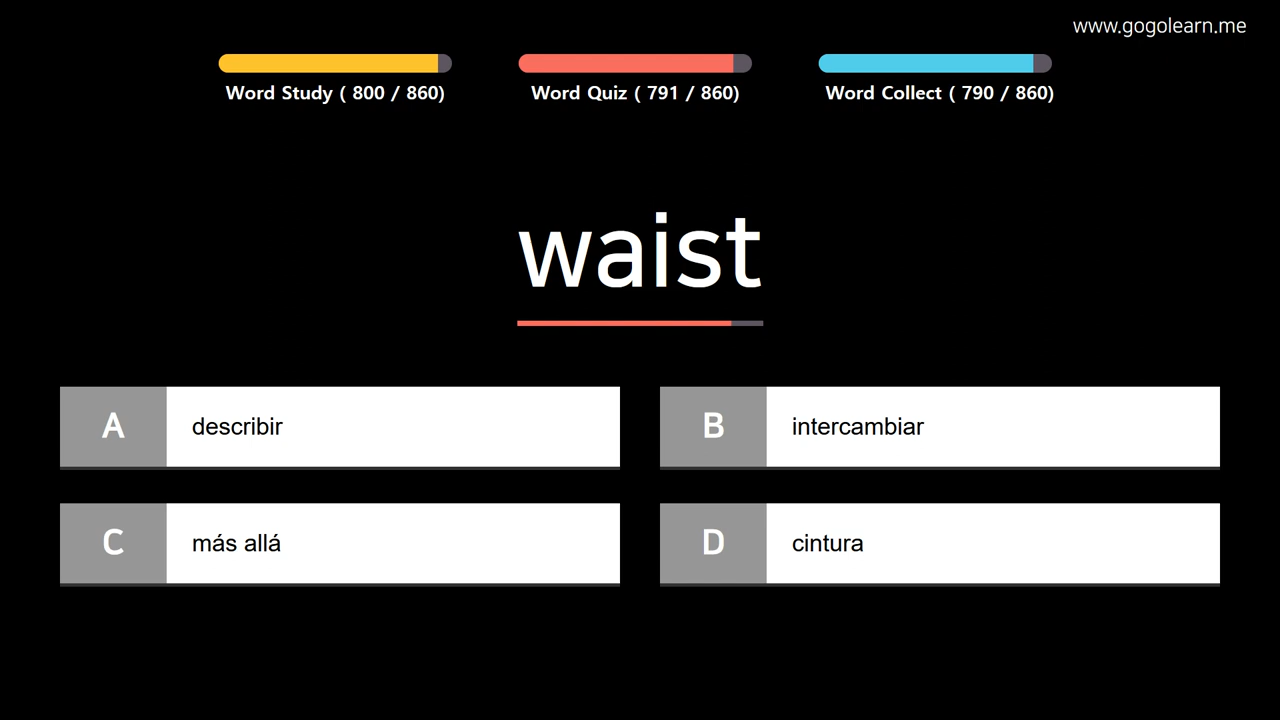 www.gogolearn.me
Word Study ( 800 / 860)
Word Quiz ( 791 / 860)
Word Collect ( 790 / 860)
waist
A
describir
B
intercambiar
C
más allá
D
cintura